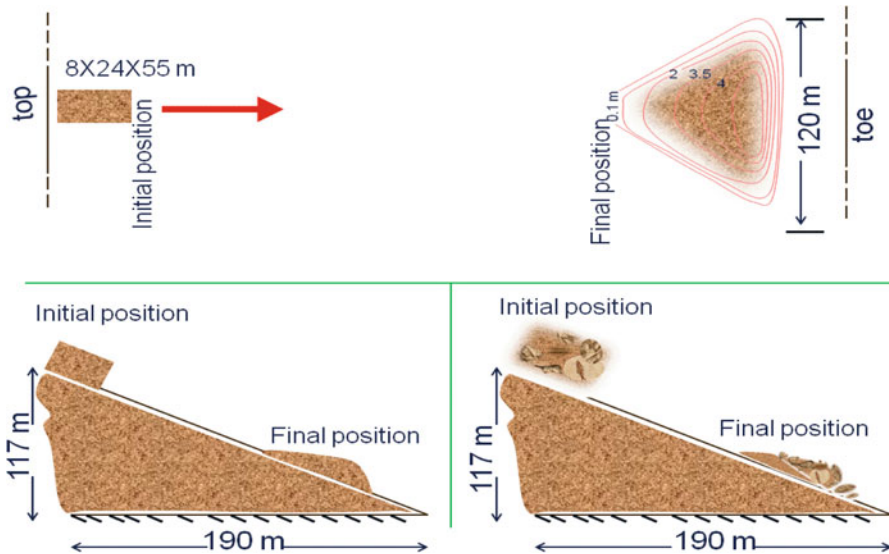 8X24X55 m
top
Initial position
2 3.5
4
0.1 m
Final position
120 m
toe
Initial position
Final position
117 m
190 m
Initial position
Final position
117 m
190 m